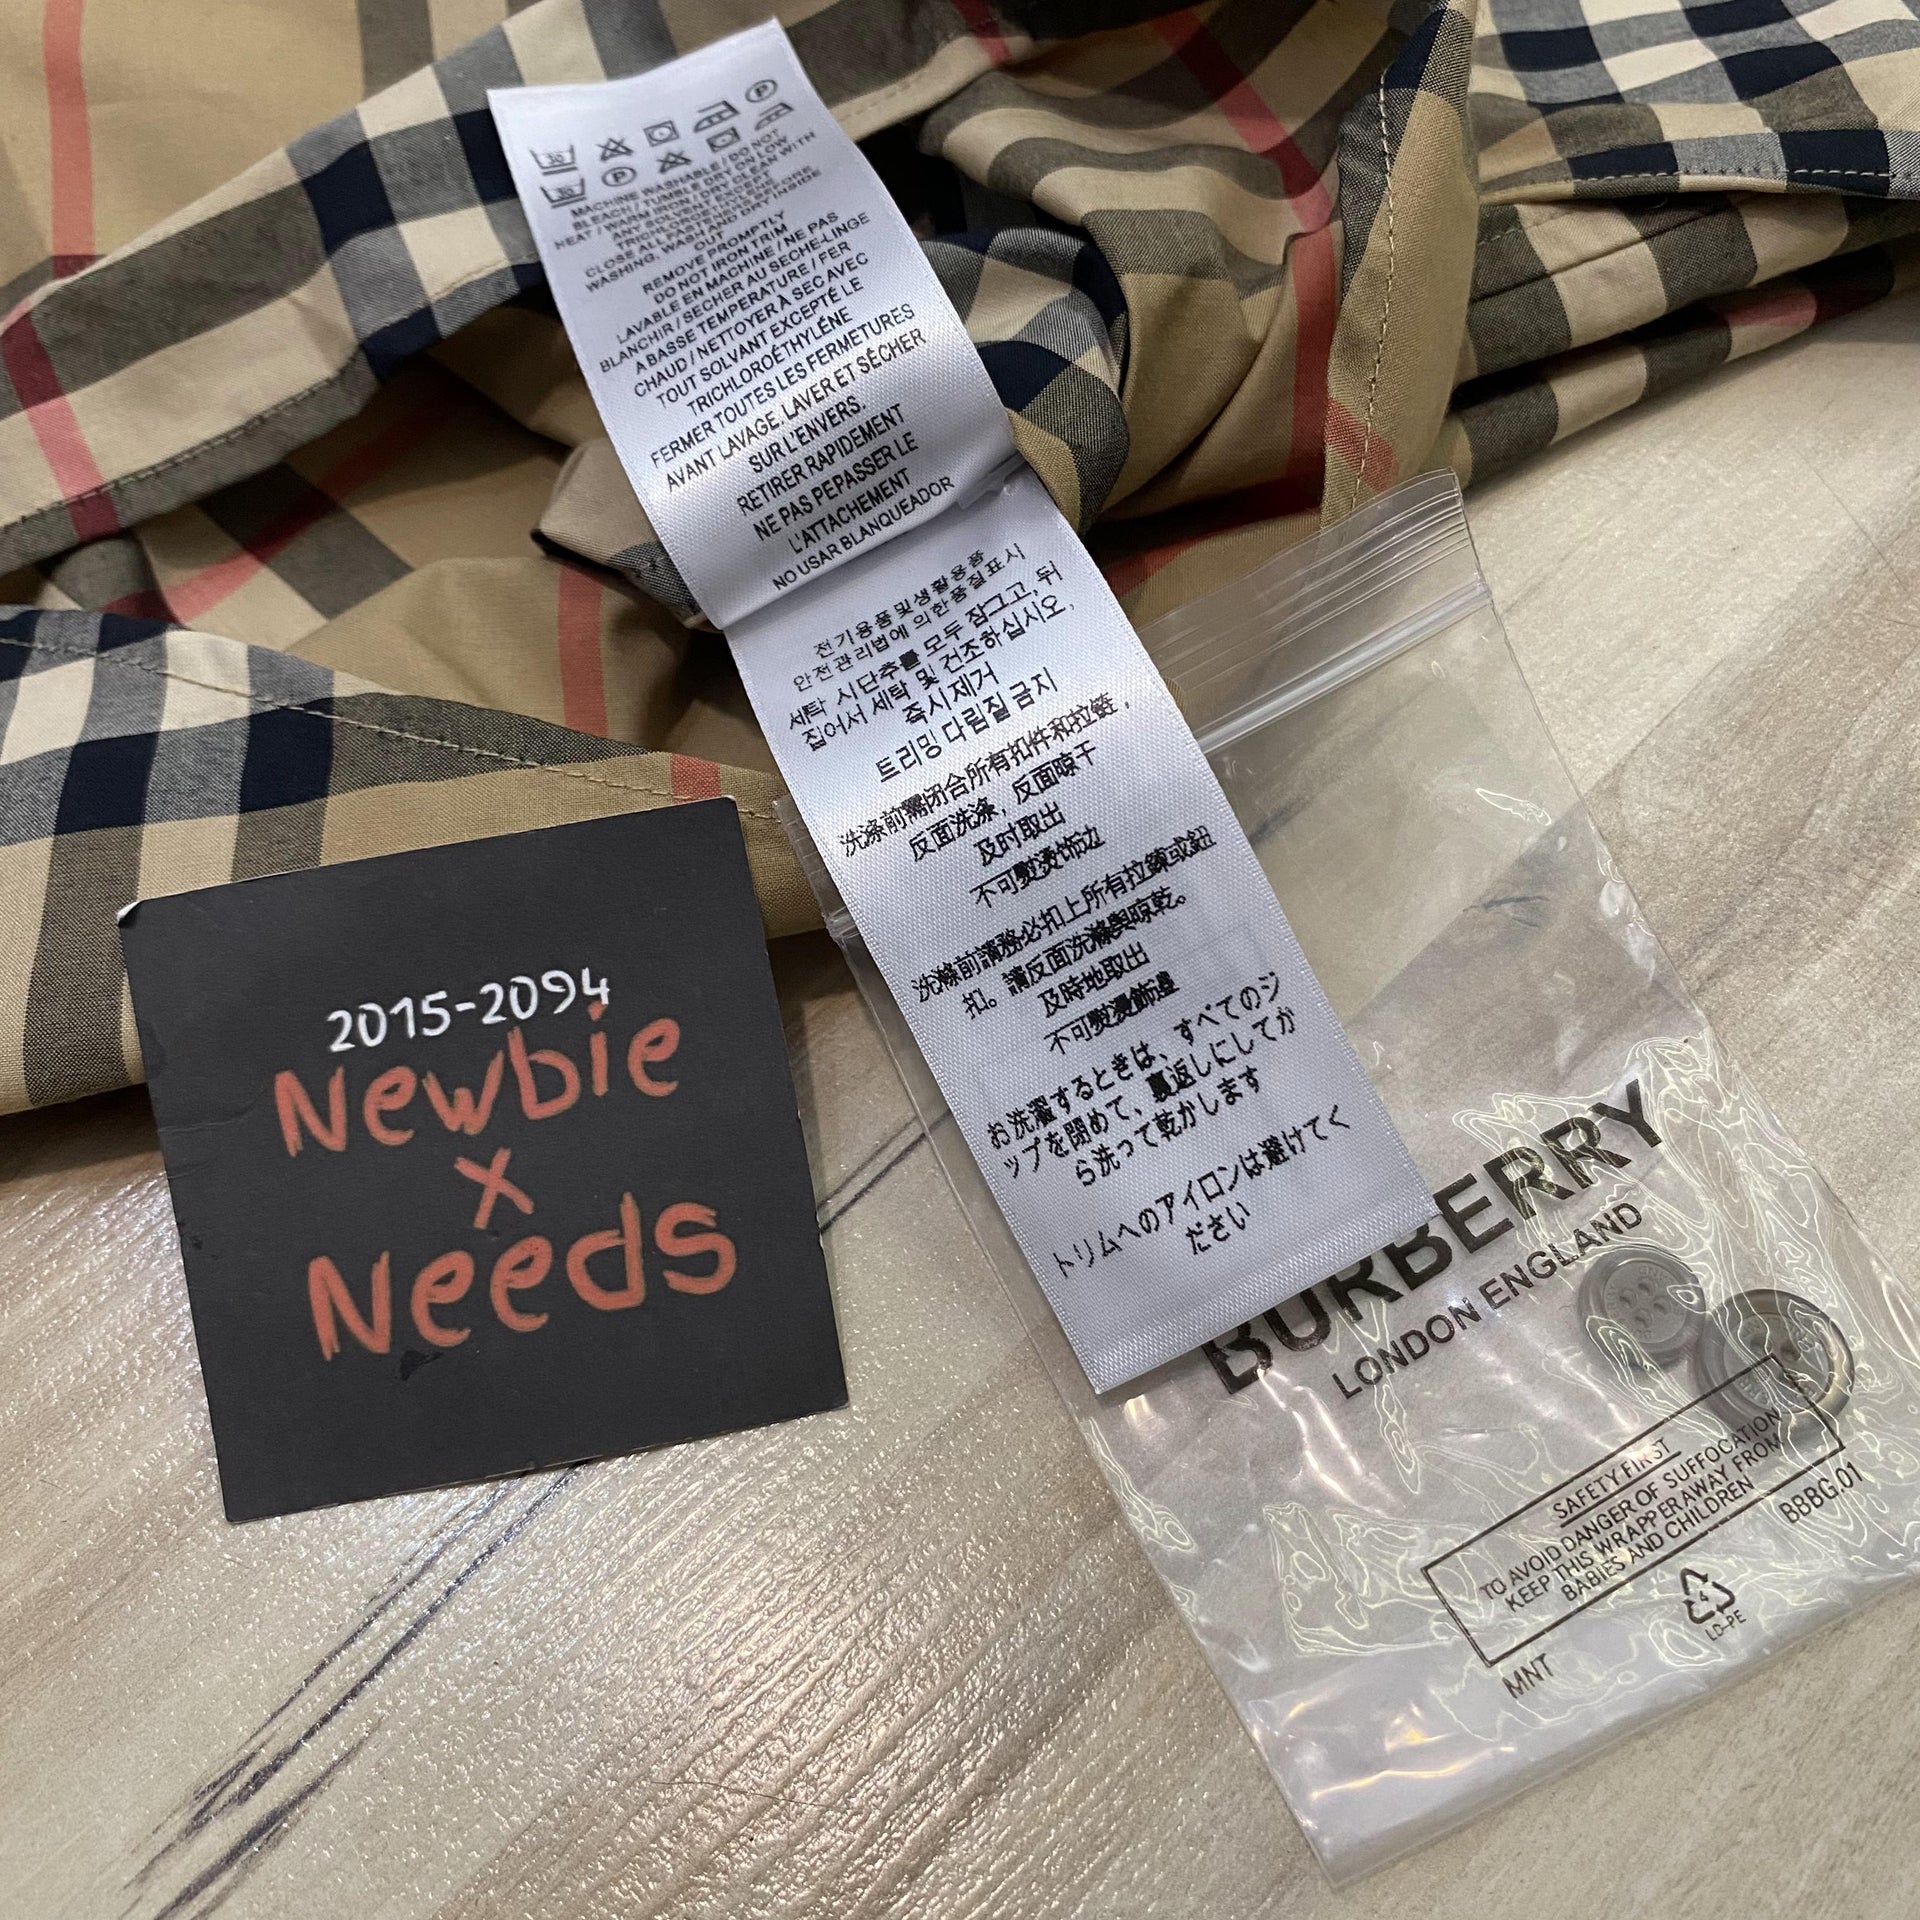 30
P
30
P
MACHINE WASHABLE / DO NOT
BLEACH / TUMBLE DRY ON LOW
HEAT / WARM IRON / DRY CLEAN WITH
ANY SOLVENT EXCEPT
TRICHLOROETHYLENE
CLOSE ALL FASTENINGS BEFORE
WASHING. WASH AND DRY INSIDE
OUT
REMOVE PROMPTLY
DO NOT IRON TRIM
LAVABLE EN MACHINE / NE PAS
BLANCHIR / SÉCHER AU SÈCHE-LINGE
A BASSE TEMPERATURE / FER
CHAUD / NETTOYER À SEC AVEC
TOUT SOLVANT EXCEPTÉ LE
TRICHLOROÉTHYLÉNE
FERMER TOUTES LES FERMETURES
AVANT LAVAGE. LAVER ET SÉCHER
SUR L'ENVERS.
RETIRER RAPIDEMENT
NE PAS PEPASSER LE
L'ATTACHEMENT
NO USAR BLANQUEADOR
전기용품및생활용품
안전관리법에 의한품질표시
세탁 시단추를 모두 잠그고, 뒤
집어서 세탁 및 건조하십시오.
즉시제거
트리밍 다림질 금지
洗涤前需闭合所有扣件和拉链，
反面洗涤，反面晾干
及时取出
不可熨烫饰边
洗滌前請務必扣上所有拉鍊或鈕
扣。請反面洗滌與晾乾。
及時地取出
不可熨燙飾邊
お洗濯するときは、すべてのジ
ップを閉めて、裏返しにしてか
ら洗って乾かします
トリムへのアイロンは避けてく
ださい
2015-2094
Newbie
x
Needs
BURBERRY
LONDON ENGLAND
SAFETY FIRST
TO AVOID DANGER OF SUFFOCATION
KEEP THIS WRAPPER AWAY FROM
BABIES AND CHILDREN
BBBG.01
MNT
4
LD-PE